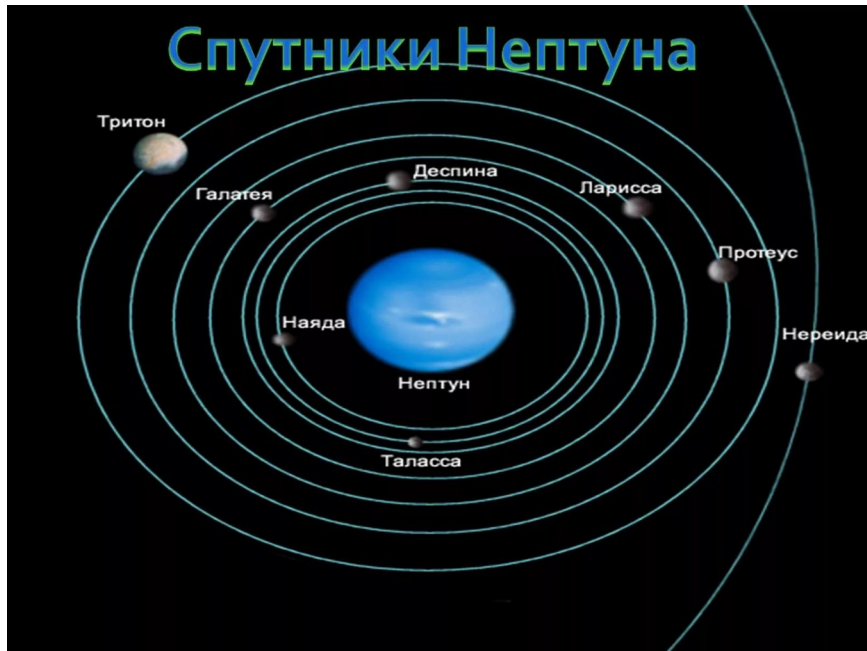 Спутники Нептуна
Тритон
Деспина
Галатея
Ларисса
Протеус
Наяда
Нереида
Нептун
Таласса